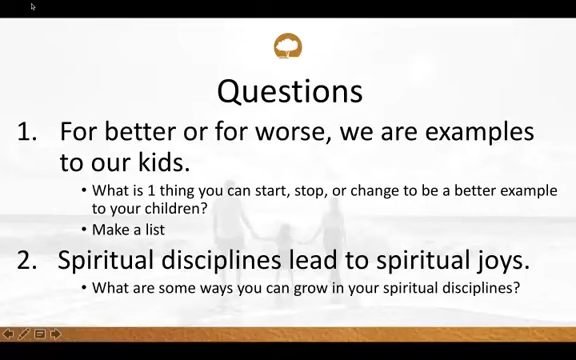 Questions
1. For better or for worse, we are examples
to our kids.
• What is 1 thing you can start, stop, or change to be a better example
to your children?
• Make a list
2. Spiritual disciplines lead to spiritual joys.
• What are some ways you can grow in your spiritual disciplines?